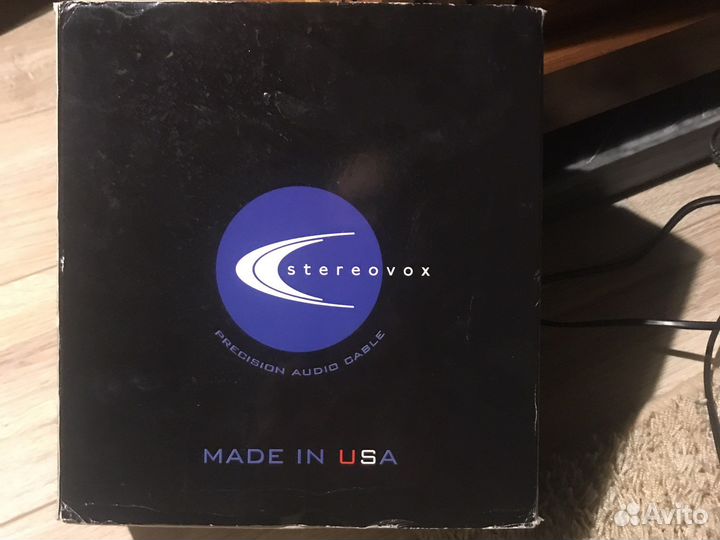 stereovox
PRECISION AUDIO CABLE
MADE IN USA
Avito